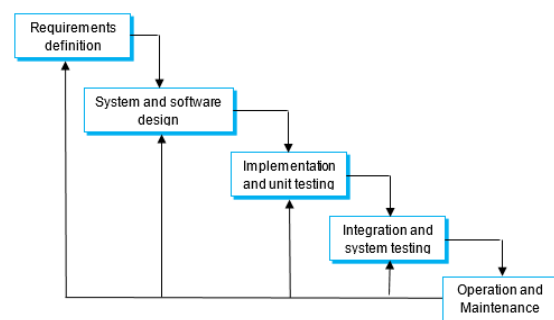 Requirements
definition
System and software
design
Implementation
and unit testing
Integration and
system testing
Operation and
Maintenance